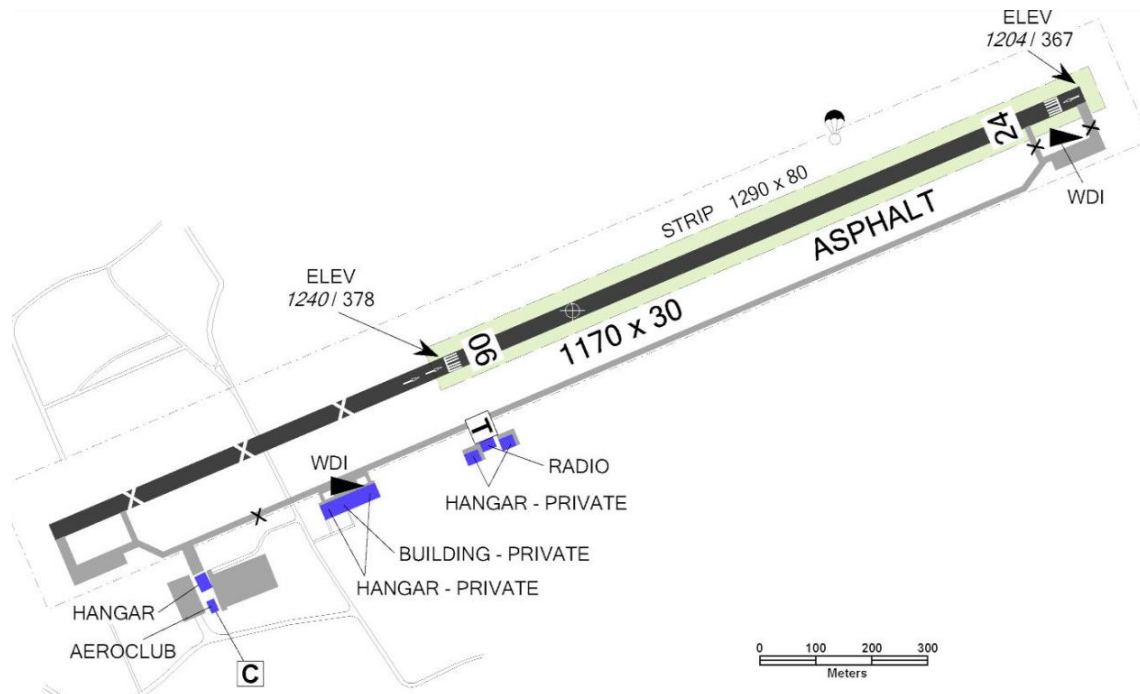 ELEV
1204 / 367
24
WDI
STRIP 1290 x 80
ASPHALT
ELEV
1240 / 378
06
1170 x 30
T
WDI
RADIO
HANGAR - PRIVATE
BUILDING - PRIVATE
HANGAR - PRIVATE
HANGAR
AEROCLUB
C
0 100 200 300
Meters